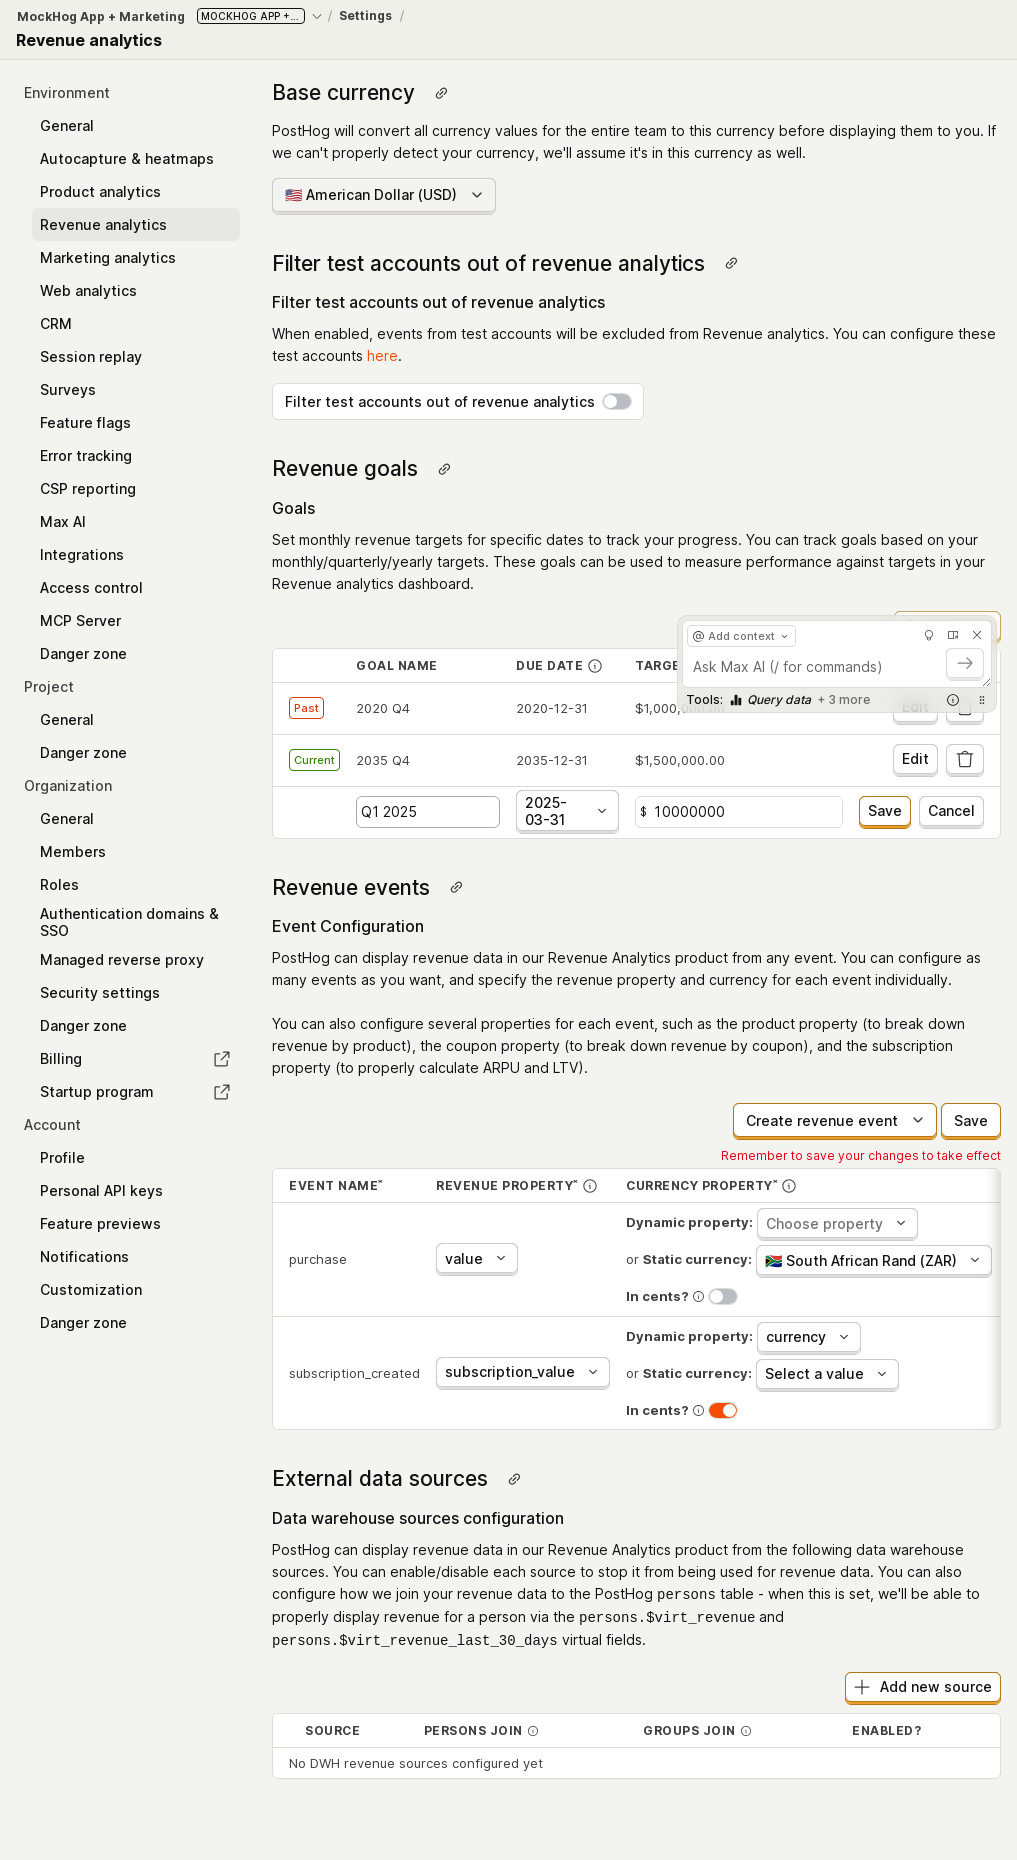 MockHog App + Marketing MOCKHOG APP +... / Settings /
Revenue analytics
Environment
General
Autocapture & heatmaps
Product analytics
Revenue analytics
Marketing analytics
Web analytics
CRM
Session replay
Surveys
Feature flags
Error tracking
CSP reporting
Max AI
Integrations
Access control
MCP Server
Danger zone
Project
General
Danger zone
Organization
General
Members
Roles
Authentication domains &
SSO
Managed reverse proxy
Security settings
Danger zone
Billing
Startup program
Account
Profile
Personal API keys
Feature previews
Notifications
Customization
Danger zone
Base currency
PostHog will convert all currency values for the entire team to this currency before displaying them to you. If
we can't properly detect your currency, we'll assume it's in this currency as well.
🇺🇸 American Dollar (USD)
Filter test accounts out of revenue analytics
Filter test accounts out of revenue analytics
When enabled, events from test accounts will be excluded from Revenue analytics. You can configure these
test accounts here.
Filter test accounts out of revenue analytics
Revenue goals
Goals
Set monthly revenue targets for specific dates to track your progress. You can track goals based on your
monthly/quarterly/yearly targets. These goals can be used to measure performance against targets in your
Revenue analytics dashboard.
@ Add context
Ask Max AI (/ for commands)
Tools: Query data + 3 more
GOAL NAME DUE DATE TARGE
Past 2020 Q4 2020-12-31 $1,000,000.00 Edit
Current 2035 Q4 2035-12-31 $1,500,000.00 Edit
Q1 2025 2025-03-31 $ 10000000 Save Cancel
Revenue events
Event Configuration
PostHog can display revenue data in our Revenue Analytics product from any event. You can configure as
many events as you want, and specify the revenue property and currency for each event individually.
You can also configure several properties for each event, such as the product property (to break down
revenue by product), the coupon property (to break down revenue by coupon), and the subscription
property (to properly calculate ARPU and LTV).
Create revenue event Save
Remember to save your changes to take effect
EVENT NAME* REVENUE PROPERTY* CURRENCY PROPERTY*
Dynamic property: Choose property
purchase value or Static currency: 🇿🇦 South African Rand (ZAR)
In cents?
Dynamic property: currency
subscription_created subscription_value or Static currency: Select a value
In cents?
External data sources
Data warehouse sources configuration
PostHog can display revenue data in our Revenue Analytics product from the following data warehouse
sources. You can enable/disable each source to stop it from being used for revenue data. You can also
configure how we join your revenue data to the PostHog persons table - when this is set, we'll be able to
properly display revenue for a person via the persons.$virt_revenue and
persons.$virt_revenue_last_30_days virtual fields.
Add new source
SOURCE PERSONS JOIN GROUPS JOIN ENABLED?
No DWH revenue sources configured yet